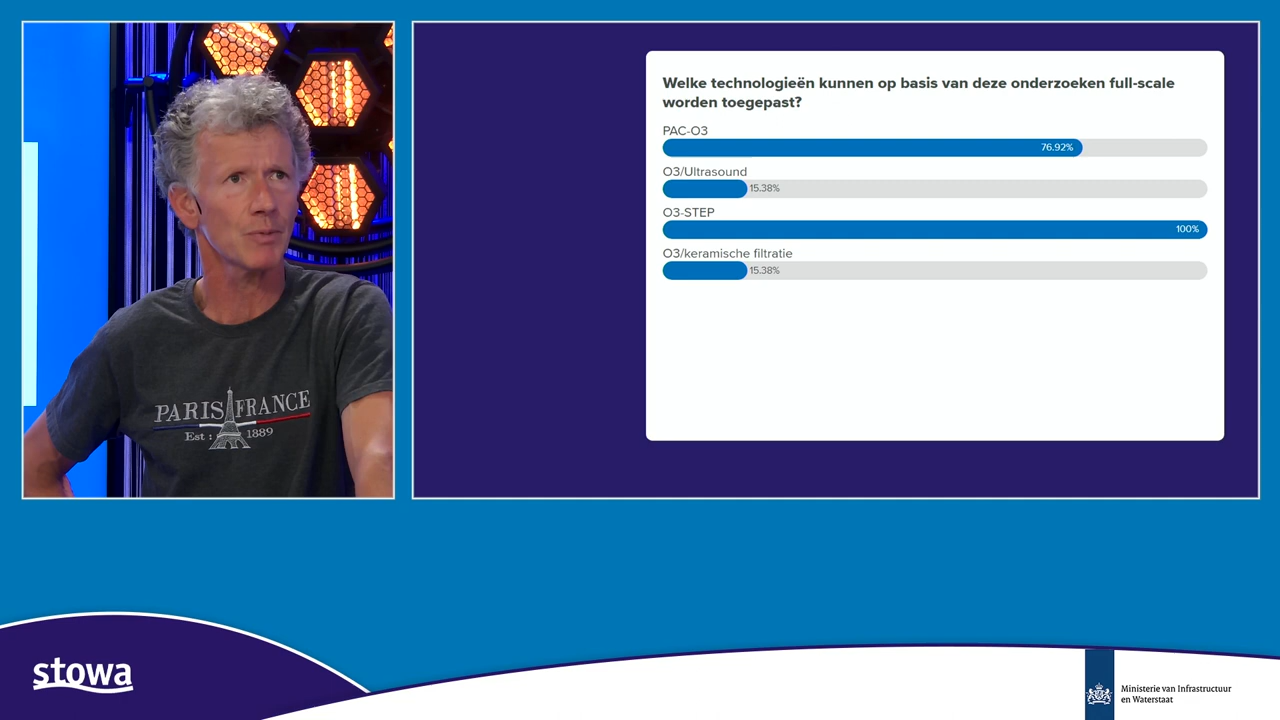 PARIS FRANCE
Est : 1889
Welke technologieën kunnen op basis van deze onderzoeken full-scale
worden toegepast?
PAC-O3
76.92%
O3/Ultrasound
15.38%
O3-STEP
100%
O3/keramische filtratie
15.38%
stowa
Ministerie van Infrastructuur
en Waterstaat